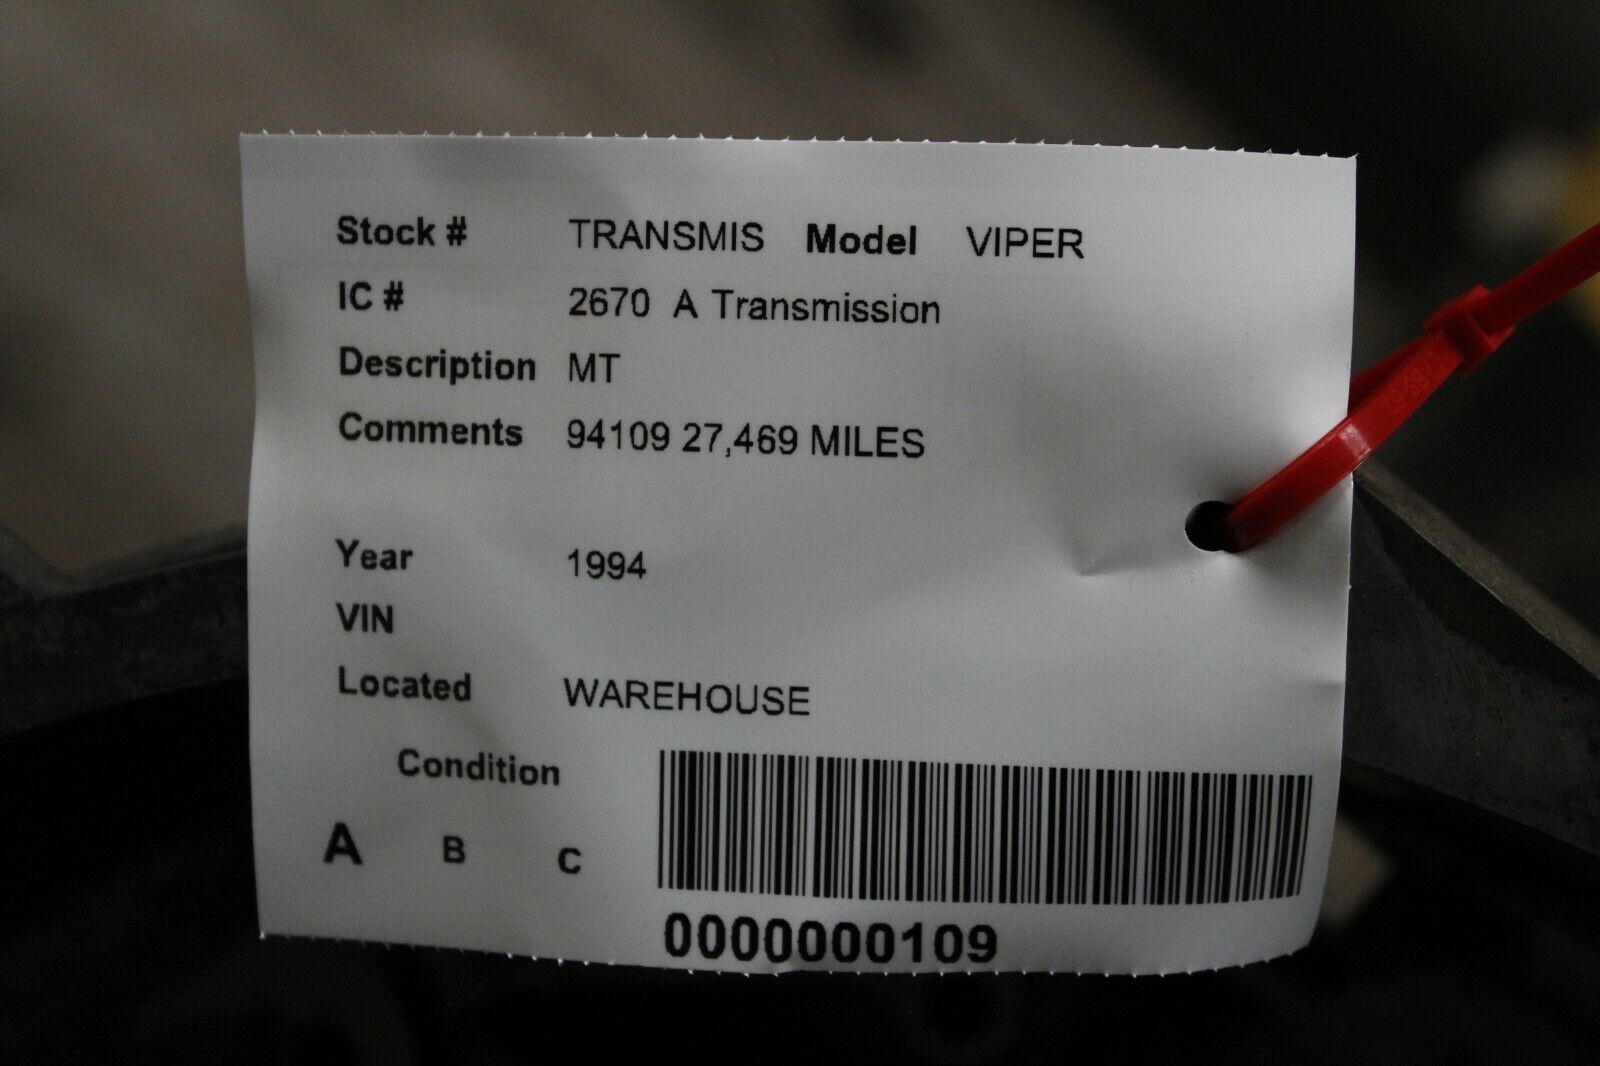 Stock # TRANSMIS Model VIPER
IC # 2670 A Transmission
Description MT
Comments 94109 27,469 MILES
Year 1994
VIN
Located WAREHOUSE
Condition
A B C
0000000109